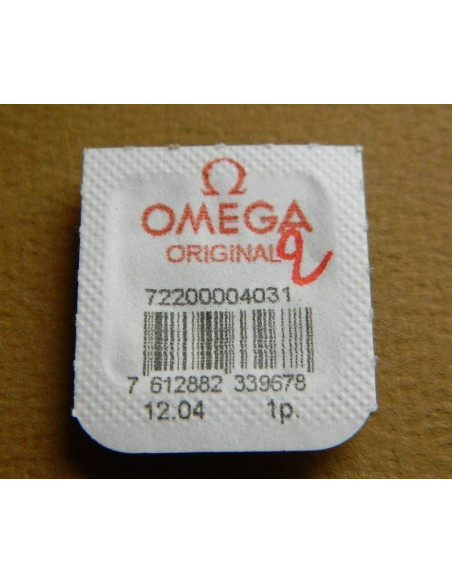 Ω
OMEGA
ORIGINAL
72200004031
7 612882 339678
12.04 1p.